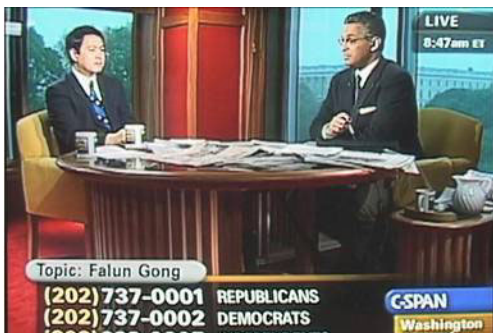 LIVE
8:47am ET
Topic: Falun Gong
(202) 737-0001 REPUBLICANS
(202) 737-0002 DEMOCRATS
C-SPAN
Washington